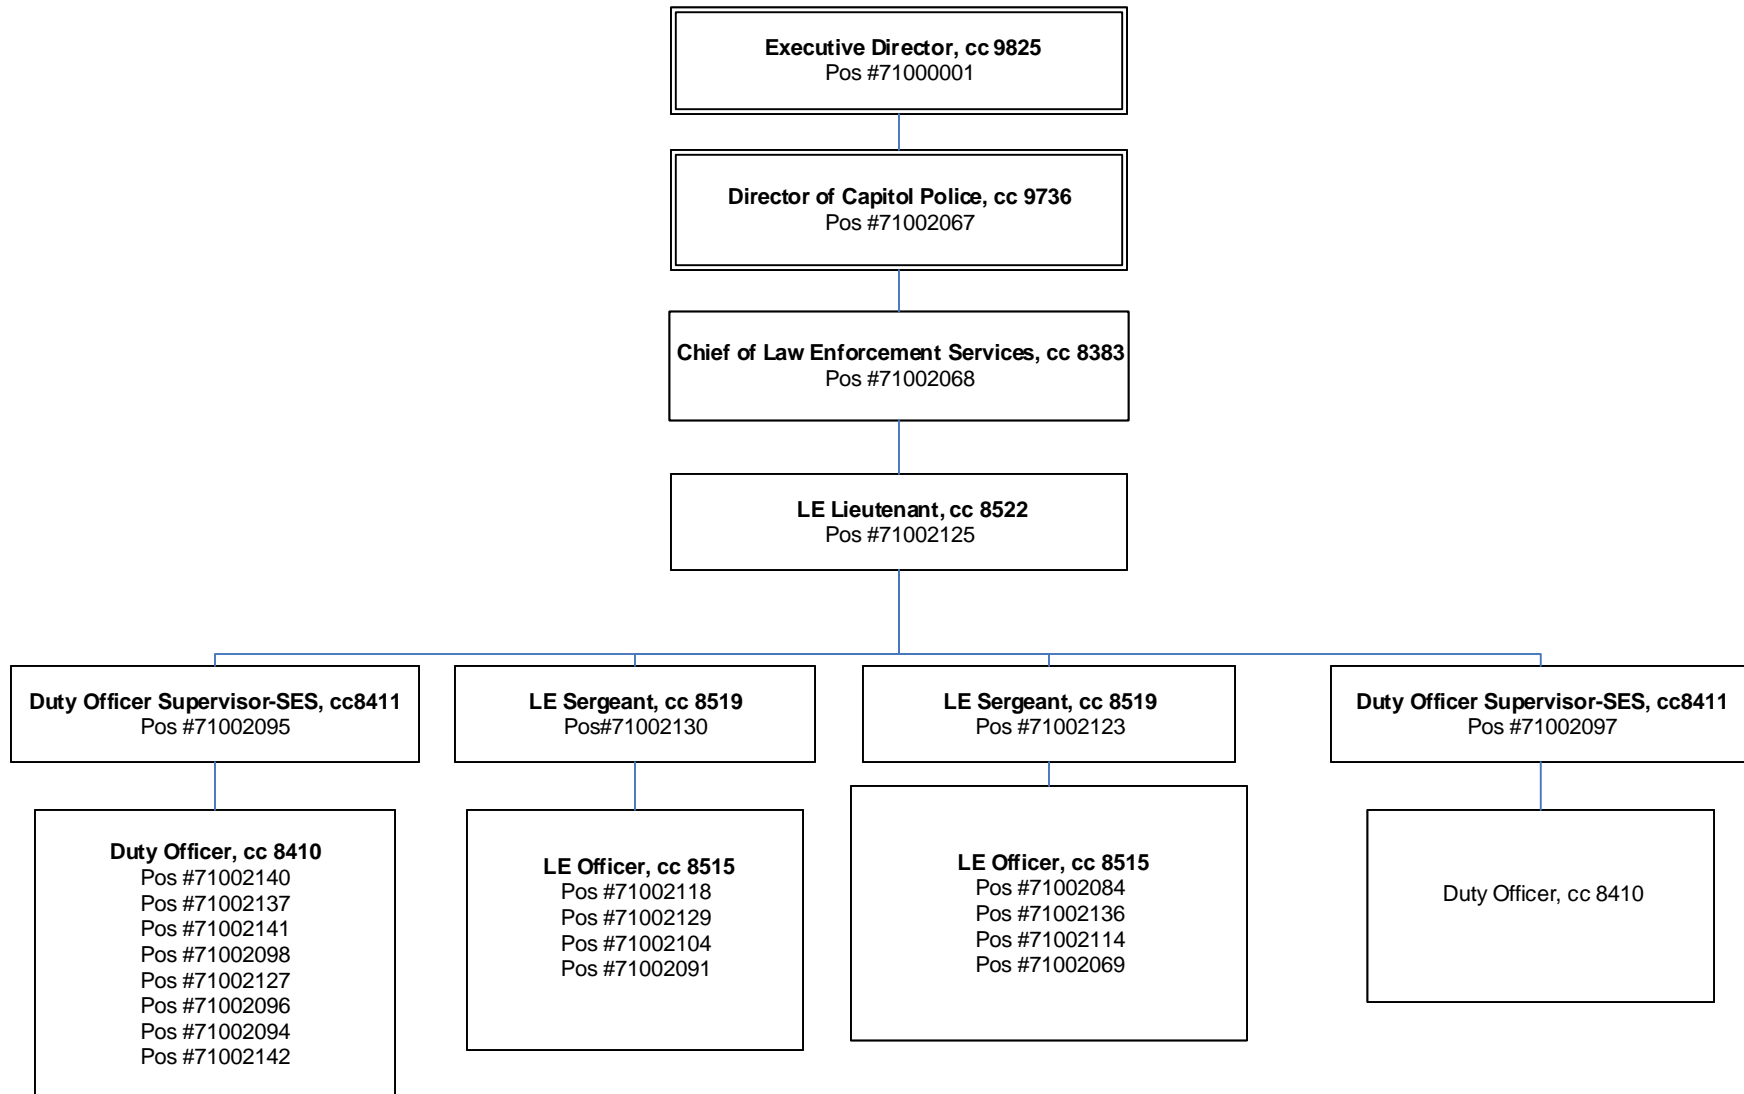 Executive Director, cc 9825
Pos #71000001
Director of Capitol Police, cc 9736
Pos #71002067
Chief of Law Enforcement Services, cc 8383
Pos #71002068
LE Lieutenant, cc 8522
Pos #71002125
Duty Officer Supervisor-SES, cc8411
Pos #71002095
LE Sergeant, cc 8519
Pos#71002130
LE Sergeant, cc 8519
Pos #71002123
Duty Officer Supervisor-SES, cc8411
Pos #71002097
Duty Officer, cc 8410
Pos #71002140
Pos #71002137
Pos #71002141
Pos #71002098
Pos #71002127
Pos #71002096
Pos #71002094
Pos #71002142
LE Officer, cc 8515
Pos #71002118
Pos #71002129
Pos #71002104
Pos #71002091
LE Officer, cc 8515
Pos #71002084
Pos #71002136
Pos #71002114
Pos #71002069
Duty Officer, cc 8410